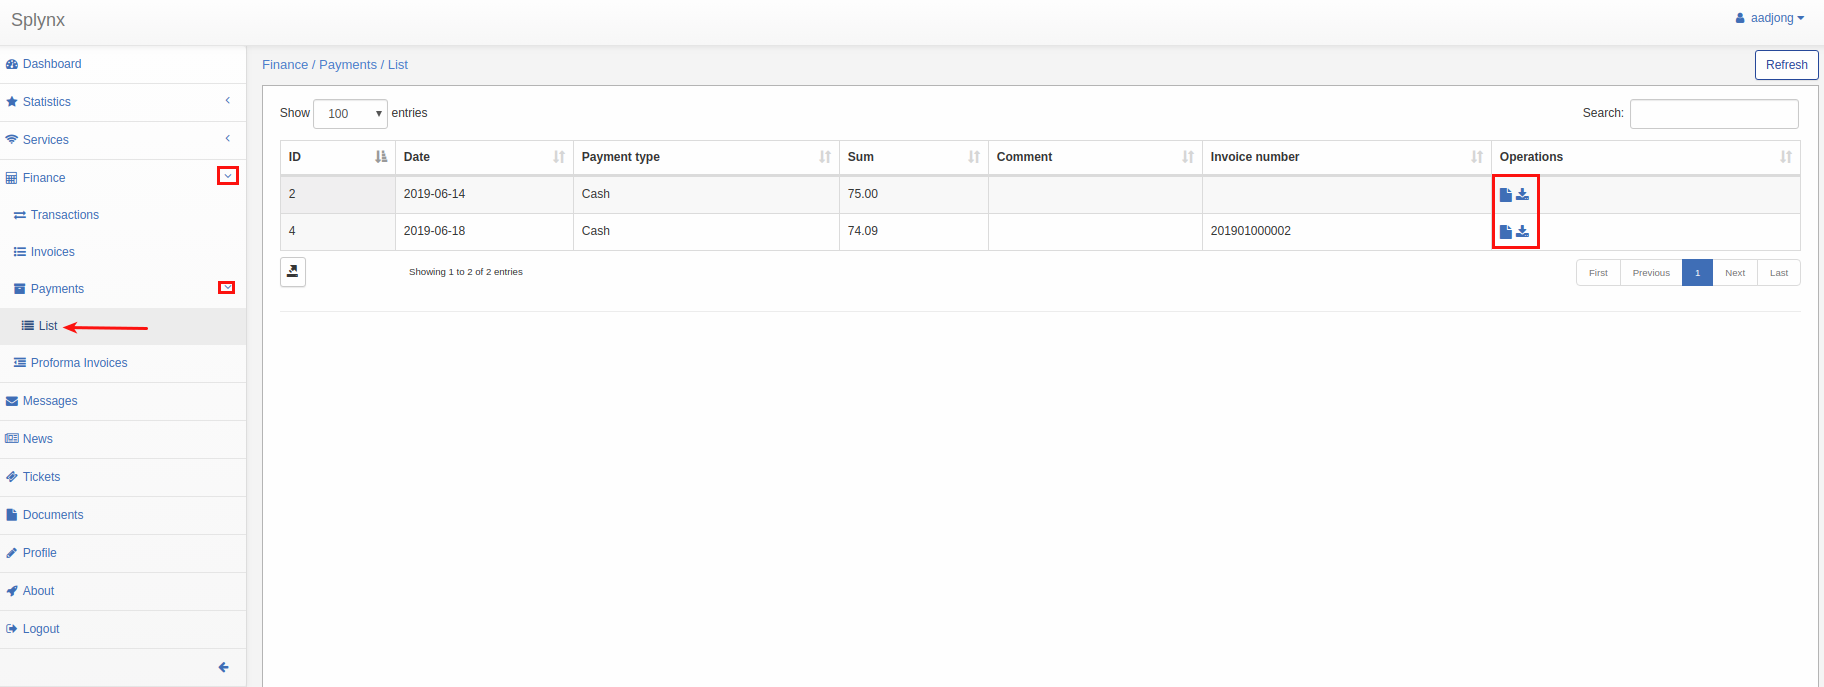 Splynx
aadjong
Dashboard
Statistics
Services
Finance
Transactions
Invoices
Payments
List
Proforma Invoices
Messages
News
Tickets
Documents
Profile
About
Logout
Finance / Payments / List
Refresh
Show 100 entries
Search:
ID Date Payment type Sum Comment Invoice number Operations
2 2019-06-14 Cash 75.00
4 2019-06-18 Cash 74.09 201901000002
Showing 1 to 2 of 2 entries
First Previous 1 Next Last